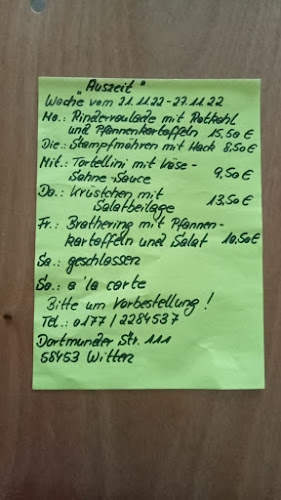 "Auszeit"
Woche vom 21.11.22-27.11.22
Mo.: Rinderroulade mit Rotkohl
und Pfannenkartoffeln 15,50€
Die.: Stampfmöhren mit Hack 8.50€
Mit.: Tortellini mit Käse-
Sahne-Sauce 9,50€
Do.: Krüstchen mit
Salatbeilage 13.50€
Fr.: Brathering mit Pfannen-
kartoffeln und Salat 10,50€
Sa.: geschlossen
So.: a'la carte
Bitte um Vorbestellung!
Tel.: 0177/2284537
Dortmunder Str. 111
58453 Witten